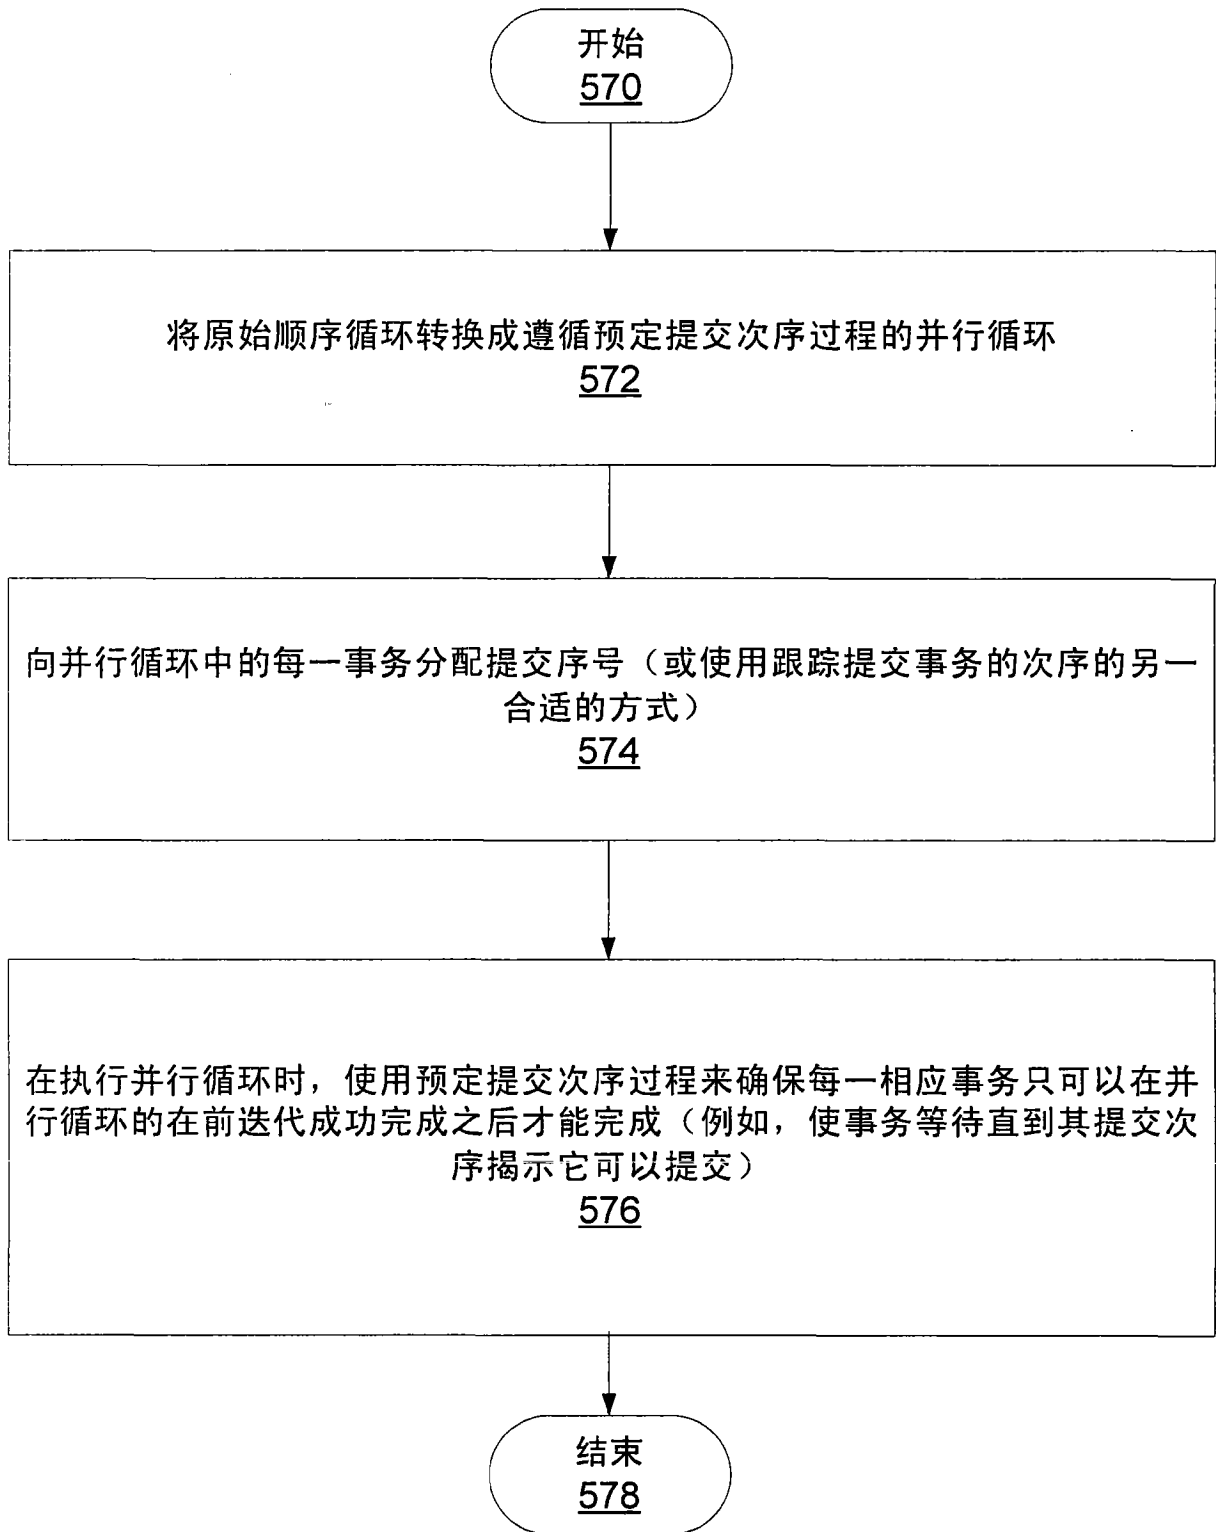 开始
570
将原始顺序循环转换成遵循预定提交次序过程的并行循环
572
向并行循环中的每一事务分配提交序号（或使用跟踪提交事务的次序的另一
合适的方式）
574
在执行并行循环时，使用预定提交次序过程来确保每一相应事务只可以在并
行循环的在前迭代成功完成之后才能完成（例如，使事务等待直到其提交次
序揭示它可以提交）
576
结束
578